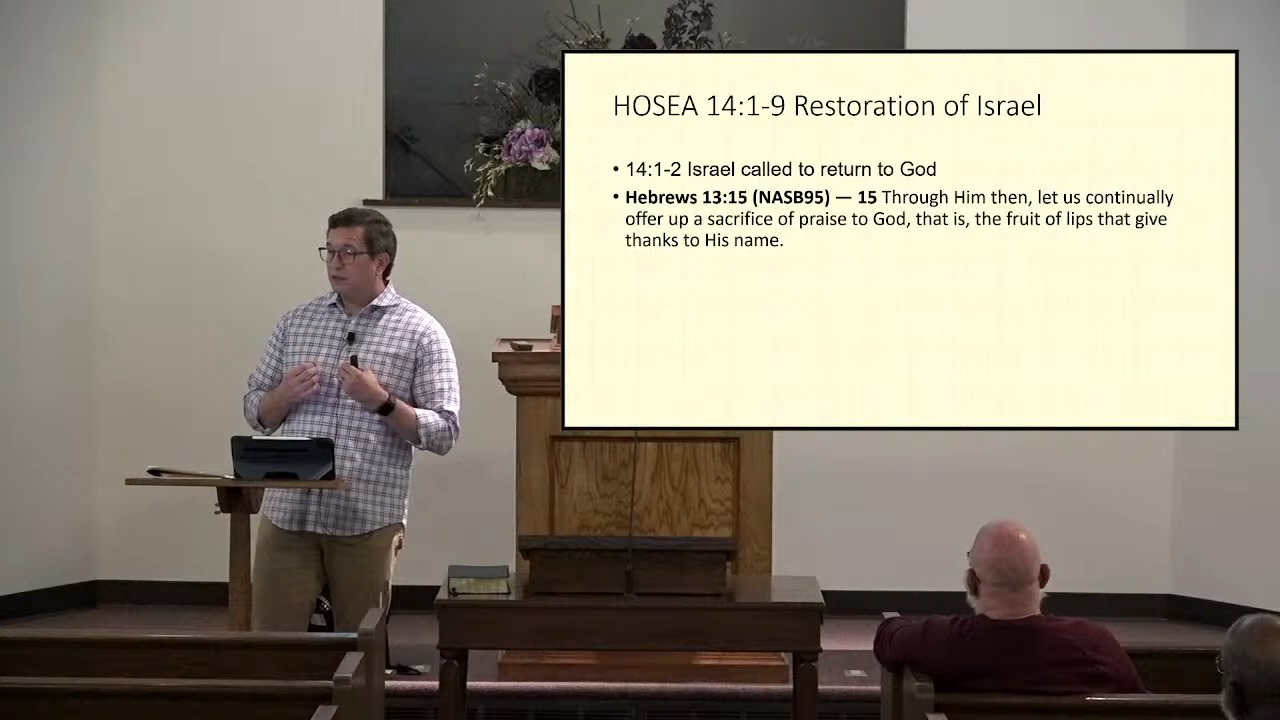 HOSEA 14:1-9 Restoration of Israel
• 14:1-2 Israel called to return to God
• Hebrews 13:15 (NASB95) — 15 Through Him then, let us continually
offer up a sacrifice of praise to God, that is, the fruit of lips that give
thanks to His name.